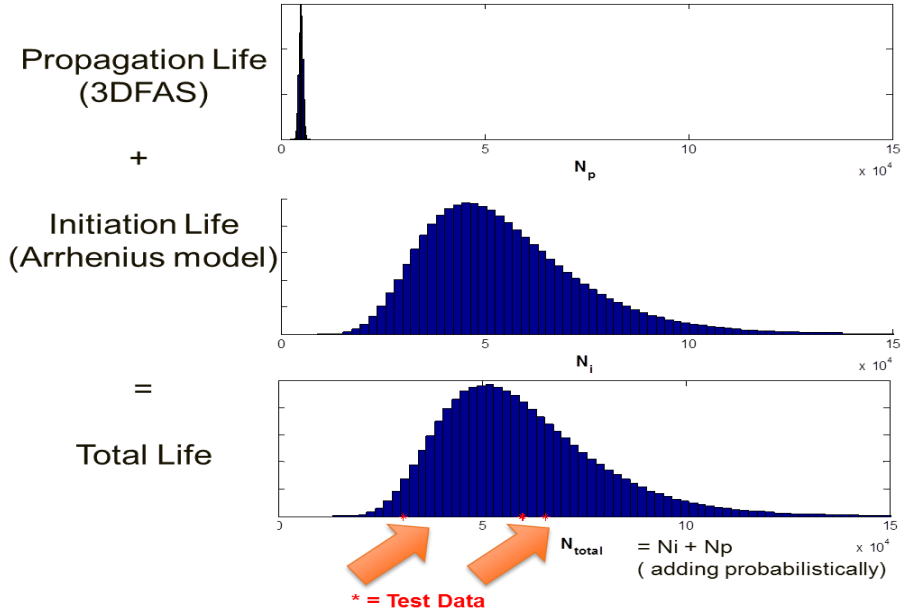 Propagation Life
(3DFAS)
0 5 10 15
x 10^4
N_p
+
Initiation Life
(Arrhenius model)
0 5 10 15
x 10^4
N_i
=
Total Life
0 5 10 15
x 10^4
N_total
= Ni + Np
( adding probabilistically)
* = Test Data